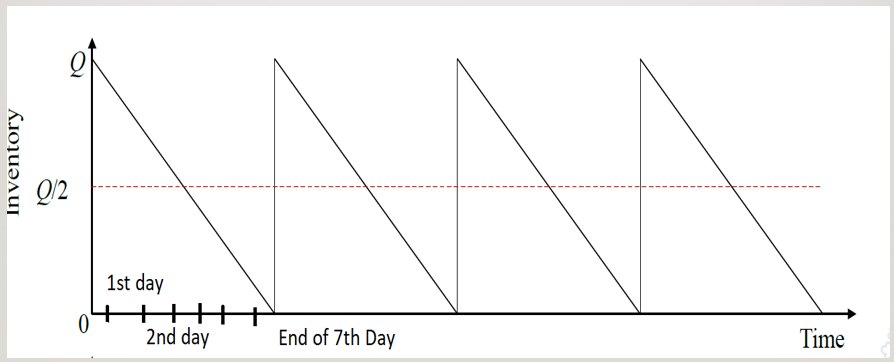 Q
Inventory
Q/2
1st day
0
2nd day
End of 7th Day
Time